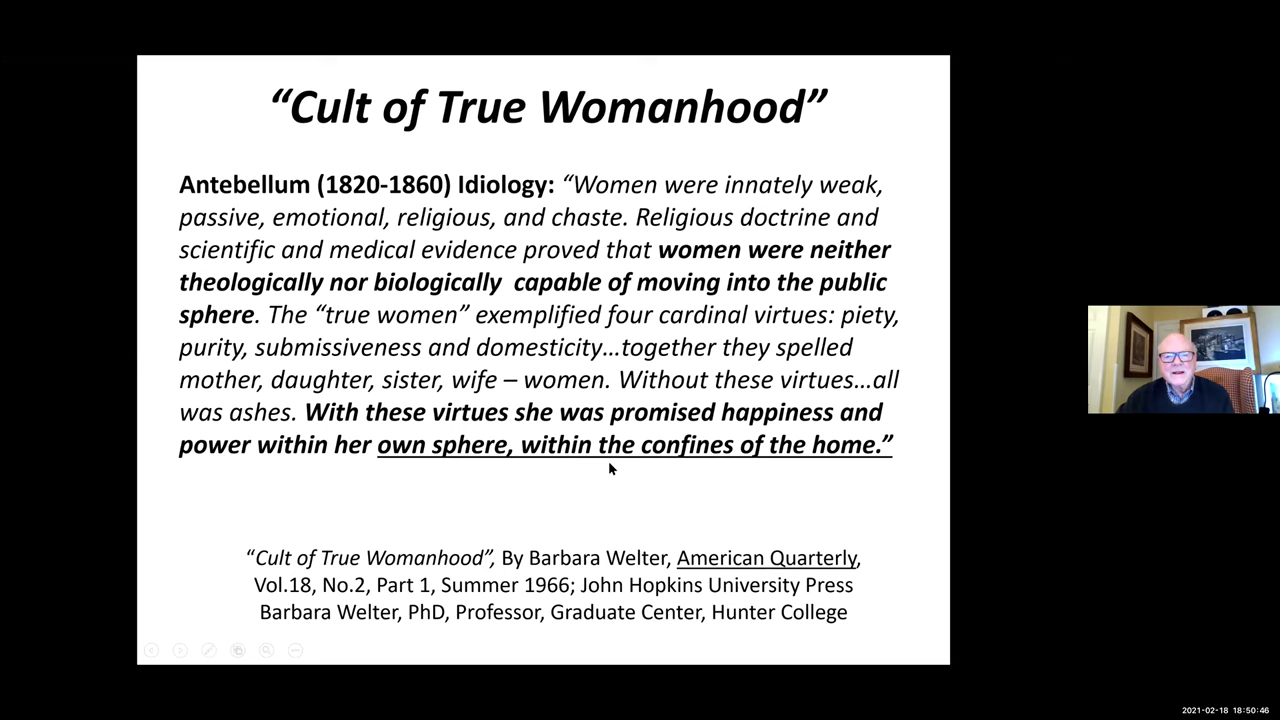 “Cult of True Womanhood”
Antebellum (1820-1860) Idiology: “Women were innately weak,
passive, emotional, religious, and chaste. Religious doctrine and
scientific and medical evidence proved that women were neither
theologically nor biologically capable of moving into the public
sphere. The “true women” exemplified four cardinal virtues: piety,
purity, submissiveness and domesticity…together they spelled
mother, daughter, sister, wife – women. Without these virtues…all
was ashes. With these virtues she was promised happiness and
power within her own sphere, within the confines of the home.”
“Cult of True Womanhood”, By Barbara Welter, American Quarterly,
Vol.18, No.2, Part 1, Summer 1966; John Hopkins University Press
Barbara Welter, PhD, Professor, Graduate Center, Hunter College
2021-02-18 18:50:46